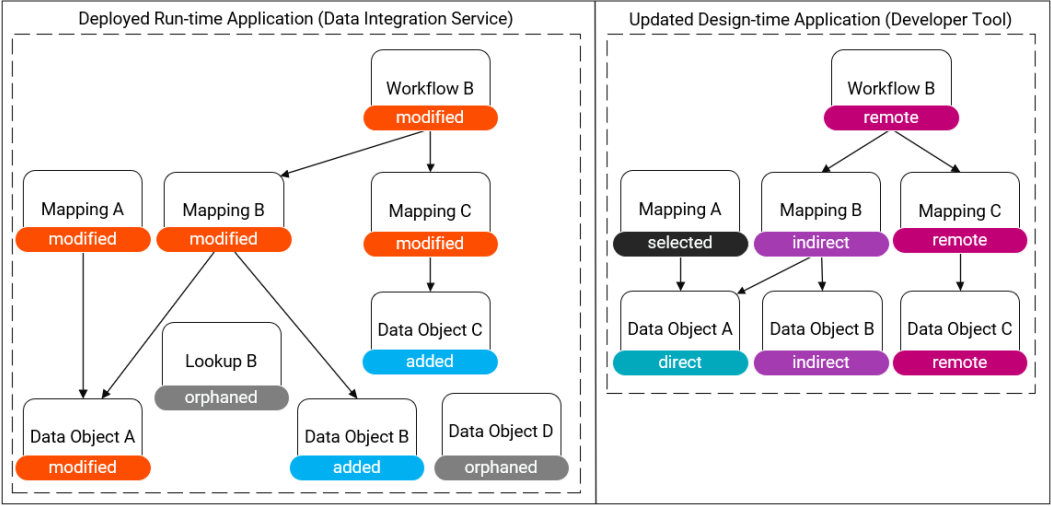 Deployed Run-time Application (Data Integration Service)
Workflow B
modified
Mapping A
modified
Mapping B
modified
Mapping C
modified
Data Object C
added
Lookup B
orphaned
Data Object A
modified
Data Object B
added
Data Object D
orphaned
Updated Design-time Application (Developer Tool)
Workflow B
remote
Mapping A
selected
Mapping B
indirect
Mapping C
remote
Data Object A
direct
Data Object B
indirect
Data Object C
remote